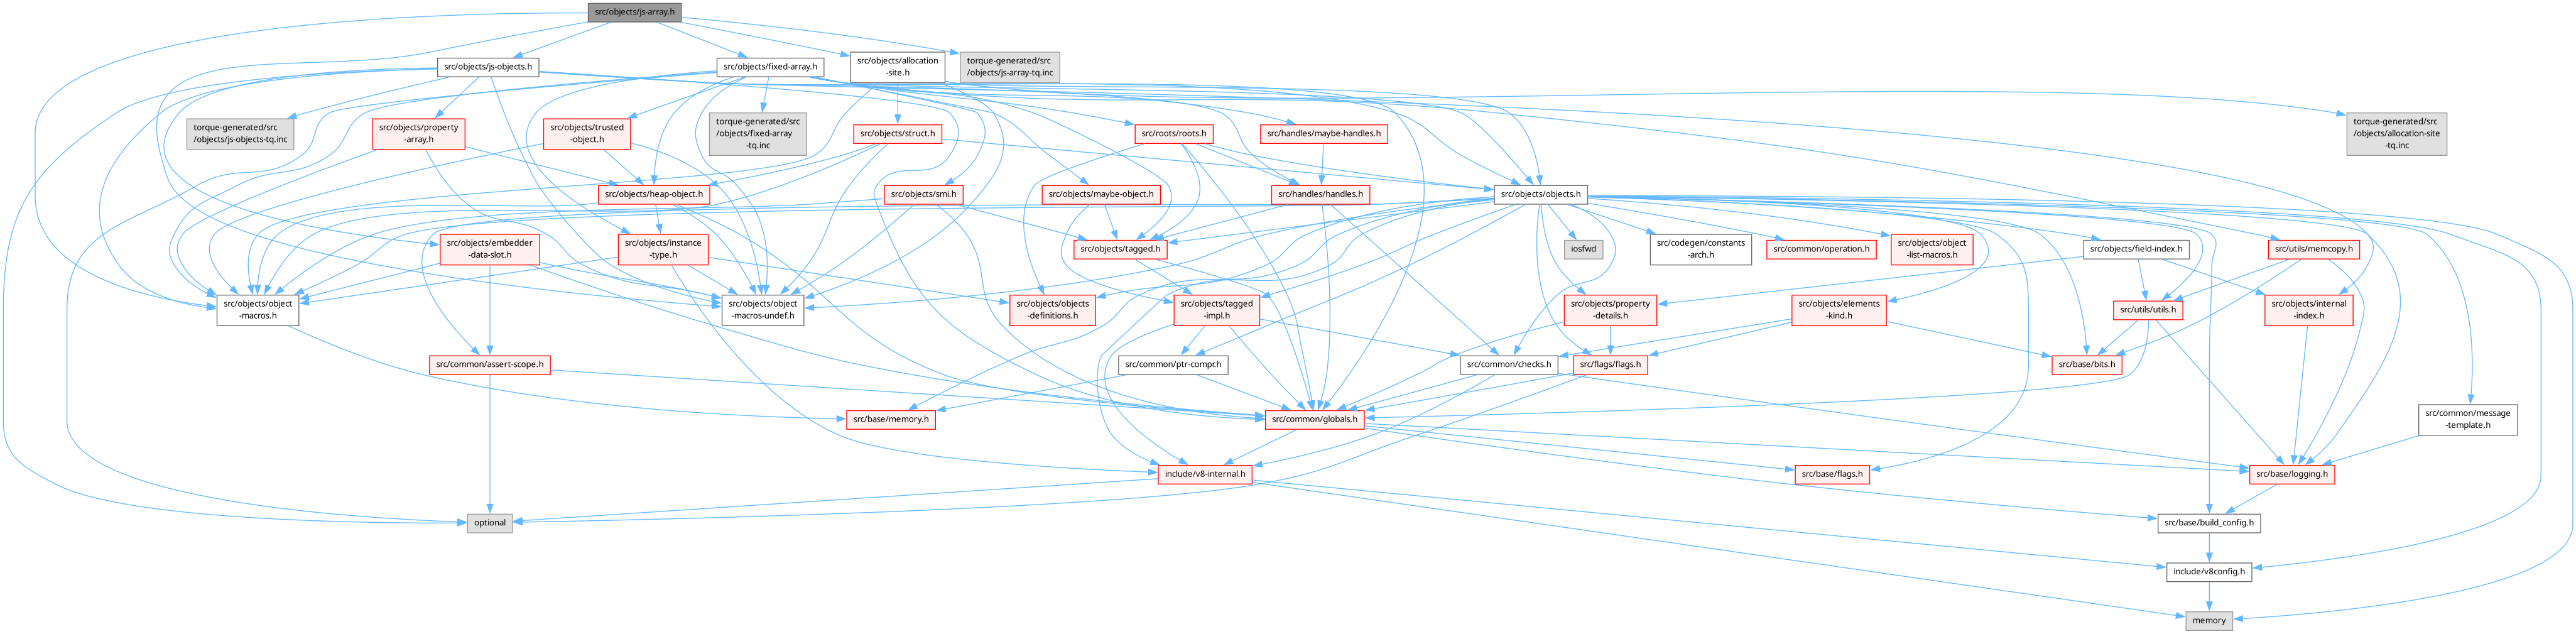 src/objects/js-array.h
src/objects/js-objects.h
src/objects/fixed-array.h
src/objects/allocation
-site.h
torque-generated/src
/objects/js-array-tq.inc
torque-generated/src
/objects/js-objects-tq.inc
src/objects/property
-array.h
src/objects/trusted
-object.h
torque-generated/src
/objects/fixed-array
-tq.inc
src/objects/struct.h
src/roots/roots.h
src/handles/maybe-handles.h
torque-generated/src
/objects/allocation-site
-tq.inc
src/objects/heap-object.h
src/objects/smi.h
src/objects/maybe-object.h
src/handles/handles.h
src/objects/objects.h
src/objects/embedder
-data-slot.h
src/objects/instance
-type.h
src/objects/tagged.h
iosfwd
src/codegen/constants
-arch.h
src/common/operation.h
src/objects/object
-list-macros.h
src/objects/field-index.h
src/utils/memcopy.h
src/objects/object
-macros.h
src/objects/object
-macros-undef.h
src/objects/objects
-definitions.h
src/objects/tagged
-impl.h
src/objects/property
-details.h
src/objects/elements
-kind.h
src/utils/utils.h
src/objects/internal
-index.h
src/common/assert-scope.h
src/common/ptr-compr.h
src/common/checks.h
src/flags/flags.h
src/base/bits.h
src/base/memory.h
src/common/globals.h
src/common/message
-template.h
include/v8-internal.h
src/base/flags.h
src/base/logging.h
optional
src/base/build_config.h
include/v8config.h
memory